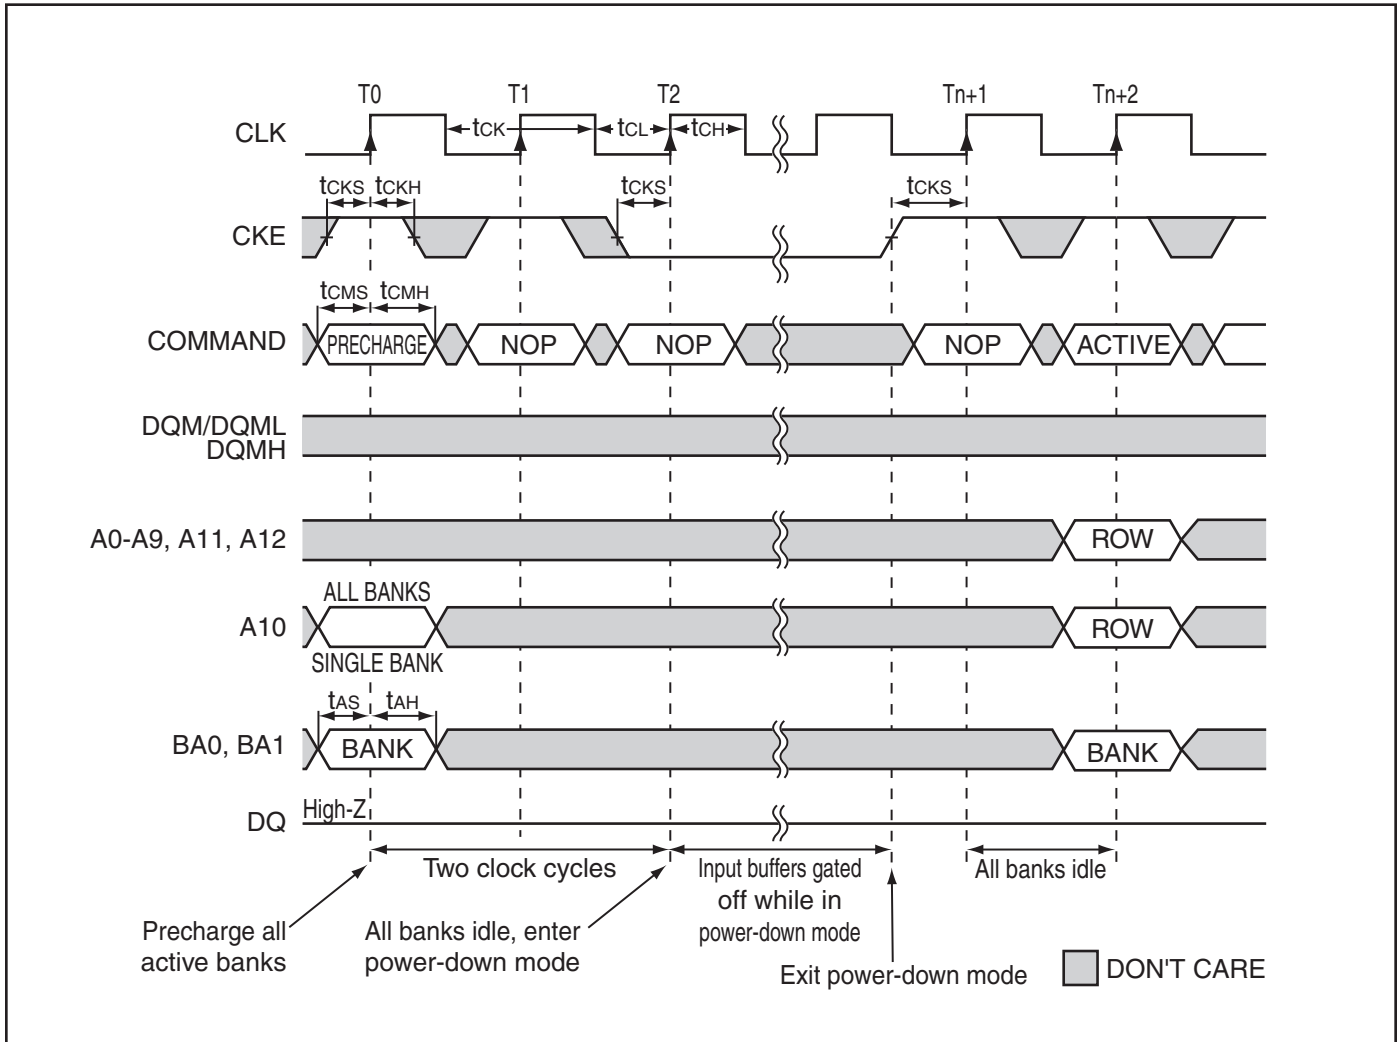 T0 T1 T2 Tn+1 Tn+2
CLK tCK tCL tCH
tCKS tCKH tCKS tCKS
CKE
tCMS tCMH
COMMAND PRECHARGE NOP NOP NOP ACTIVE
DQM/DQML
DQMH
A0-A9, A11, A12 ROW
ALL BANKS
A10 ROW
SINGLE BANK
tAS tAH
BA0, BA1 BANK BANK
High-Z
DQ
Two clock cycles
Input buffers gated
off while in
power-down mode
All banks idle
Precharge all
active banks
All banks idle, enter
power-down mode
Exit power-down mode
DON'T CARE